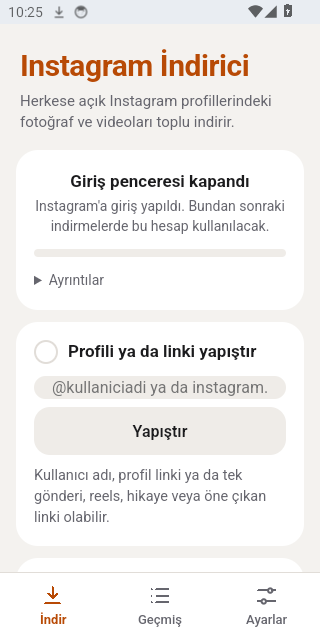 10:25
Instagram İndirici
Herkese açık Instagram profillerindeki
fotoğraf ve videoları toplu indirir.
Giriş penceresi kapandı
Instagram'a giriş yapıldı. Bundan sonraki
indirmelerde bu hesap kullanılacak.
Ayrıntılar
Profili ya da linki yapıştır
@kullaniciadi ya da instagram.
Yapıştır
Kullanıcı adı, profil linki ya da tek
gönderi, reels, hikaye veya öne çıkan
linki olabilir.
İndir
Geçmiş
Ayarlar